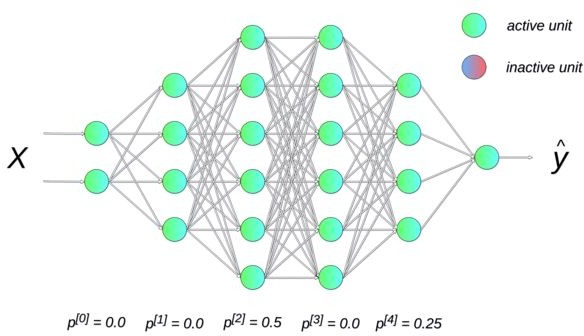 active unit
inactive unit
X
ŷ
p[0] = 0.0 p[1] = 0.0 p[2] = 0.5 p[3] = 0.0 p[4] = 0.25